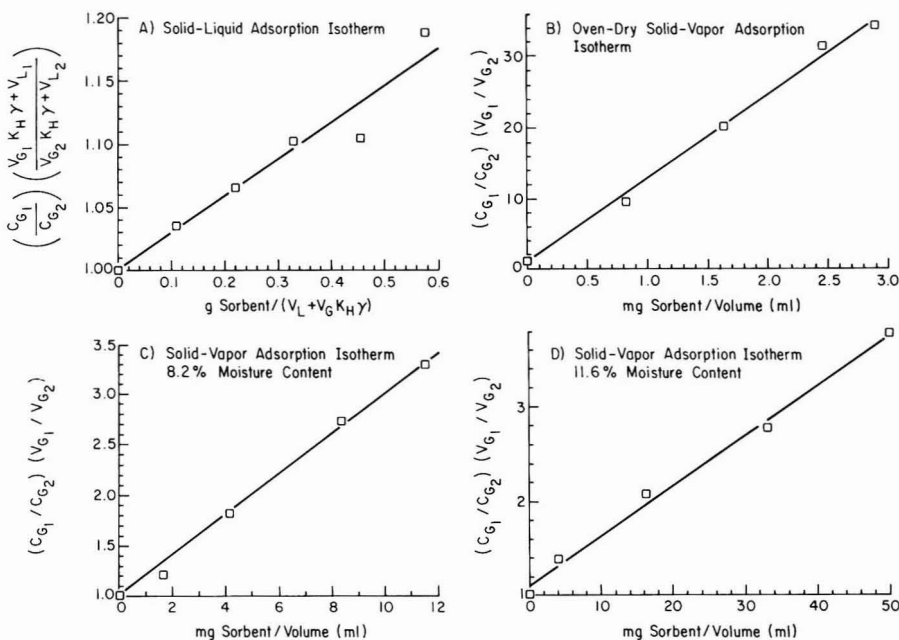 A) Solid-Liquid Adsorption Isotherm
(C_G1 / C_G2) (V_G1 K_H γ + V_L1 / V_G2 K_H γ + V_L2)
1.20
1.15
1.10
1.05
1.00
0 0.1 0.2 0.3 0.4 0.5 0.6
g Sorbent/(V_L+V_G K_H γ)
B) Oven-Dry Solid-Vapor Adsorption
Isotherm
(C_G1/C_G2) (V_G1/V_G2)
30
20
10
0
0 0.5 1.0 1.5 2.0 2.5 3.0
mg Sorbent/Volume (ml)
C) Solid-Vapor Adsorption Isotherm
8.2% Moisture Content
(C_G1/C_G2) (V_G1/V_G2)
3.5
3.0
2.5
2.0
1.5
1.0
0 2 4 6 8 10 12
mg Sorbent/Volume (ml)
D) Solid-Vapor Adsorption Isotherm
11.6% Moisture Content
(C_G1/C_G2) (V_G1/V_G2)
3
2
1
0 10 20 30 40 50
mg Sorbent/Volume (ml)